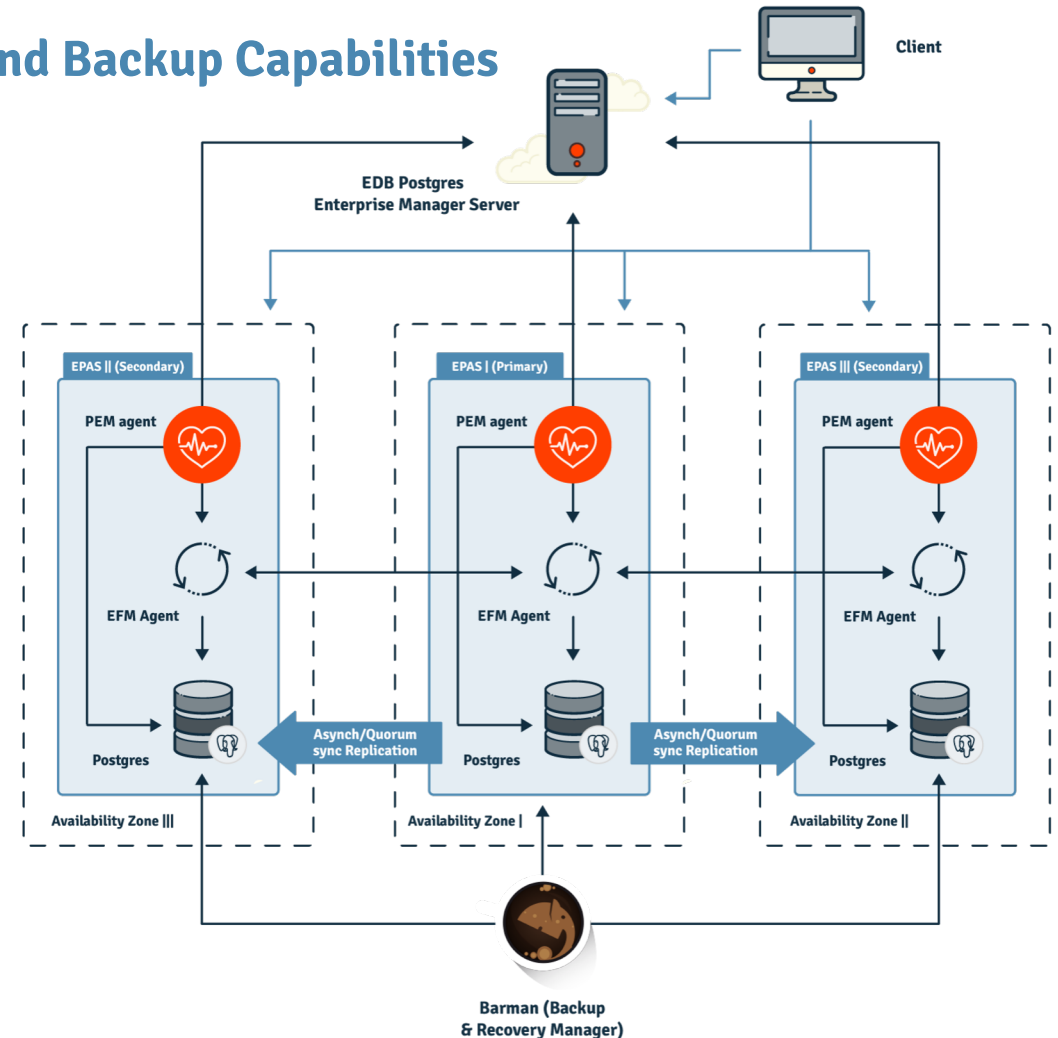 nd Backup Capabilities
Client
EDB Postgres
Enterprise Manager Server
EPAS || (Secondary)
PEM agent
EFM Agent
Postgres
Availability Zone |||
EPAS | (Primary)
PEM agent
EFM Agent
Postgres
Availability Zone |
EPAS ||| (Secondary)
PEM agent
EFM Agent
Postgres
Availability Zone ||
Asynch/Quorum
sync Replication
Asynch/Quorum
sync Replication
Barman (Backup
& Recovery Manager)